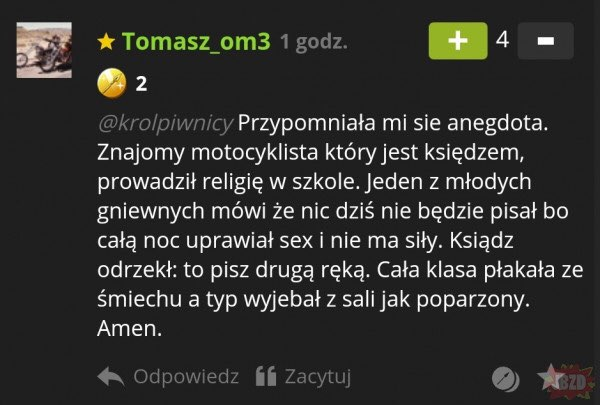 Tomasz_om3 1 godz. + 4 -
2
@krolpiwnicy Przypomniała mi sie anegdota.
Znajomy motocyklista który jest księdzem,
prowadził religię w szkole. Jeden z młodych
gniewnych mówi że nic dziś nie będzie pisał bo
całą noc uprawiał sex i nie ma siły. Ksiądz
odrzekł: to pisz drugą ręką. Cała klasa płakała ze
śmiechu a typ wyjebał z sali jak poparzony.
Amen.
Odpowiedz Zacytuj
BZD